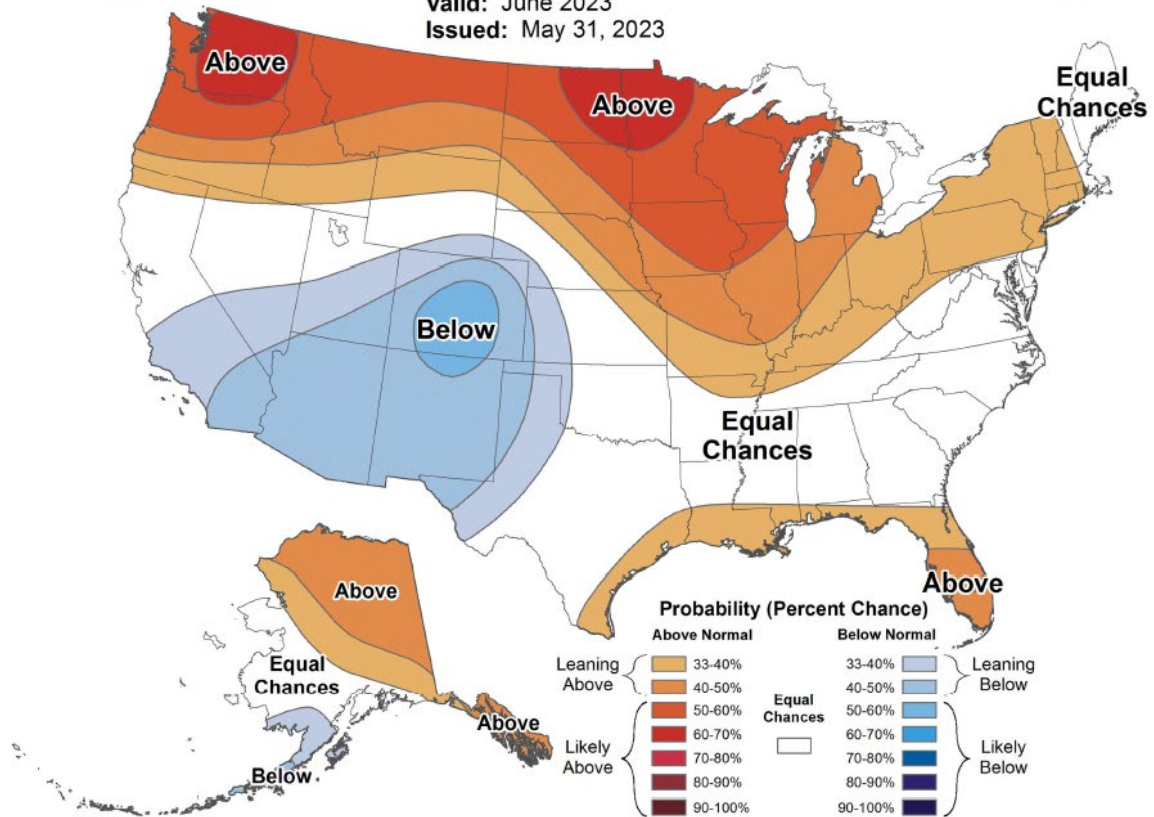 Valid: June 2023
Issued: May 31, 2023
Above
Above
Equal
Chances
Below
Equal
Chances
Above
Above
Equal
Chances
Above
Below
Probability (Percent Chance)
Above Normal
Below Normal
Leaning
Above
33-40%
40-50%
Likely
Above
50-60%
60-70%
70-80%
80-90%
90-100%
Equal
Chances
33-40%
40-50%
Leaning
Below
50-60%
60-70%
70-80%
80-90%
90-100%
Likely
Below